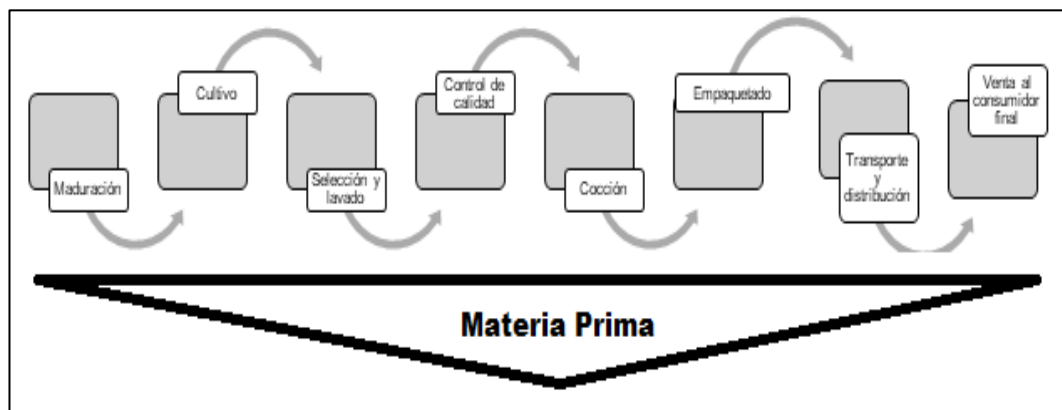 Maduración
Cultivo
Selección y
lavado
Control de
calidad
Cocción
Empaquetado
Transporte
y
distribución
Venta al
consumidor
final
Materia Prima